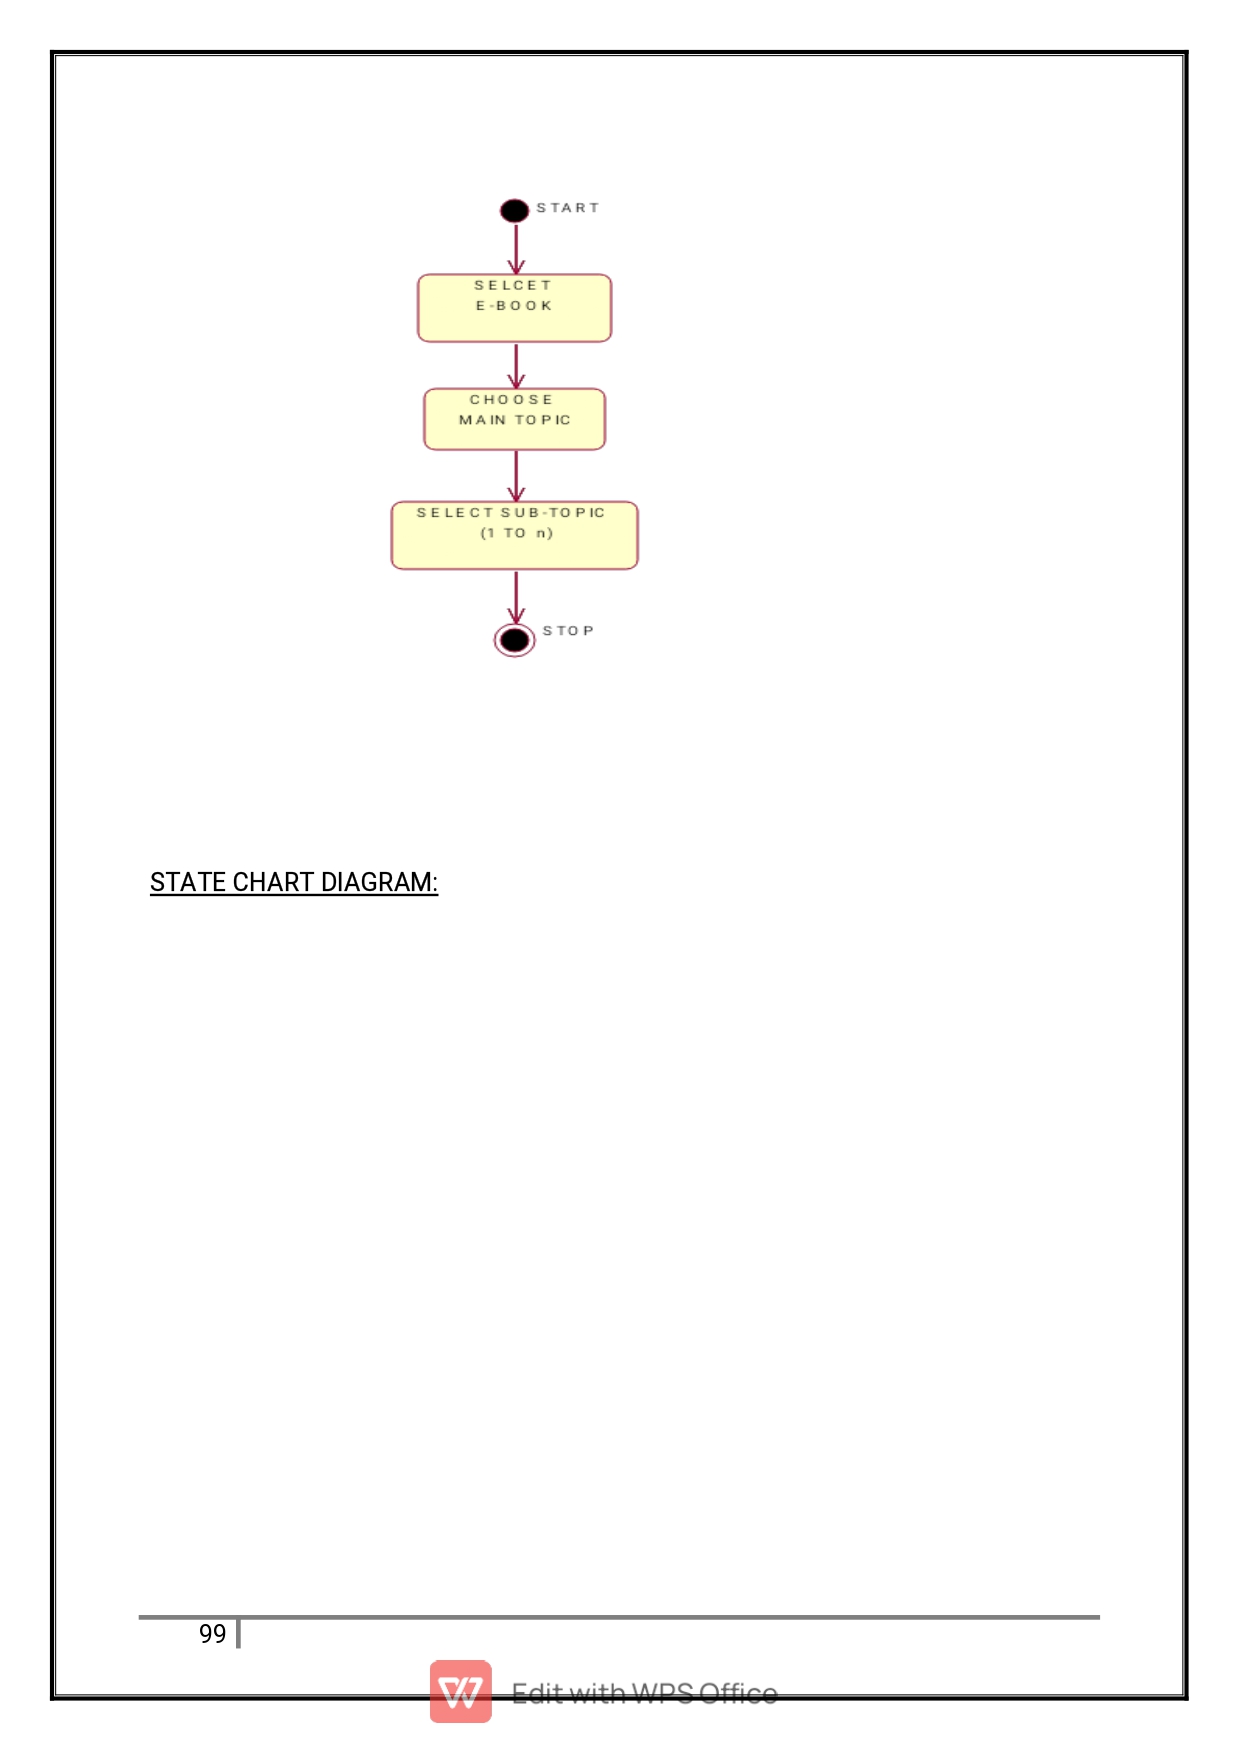 START
SELCET
E-BOOK
CHOOSE
MAIN TOPIC
SELECT SUB-TOPIC
(1 TO n)
STOP
STATE CHART DIAGRAM:
99
Edit with WPS Office